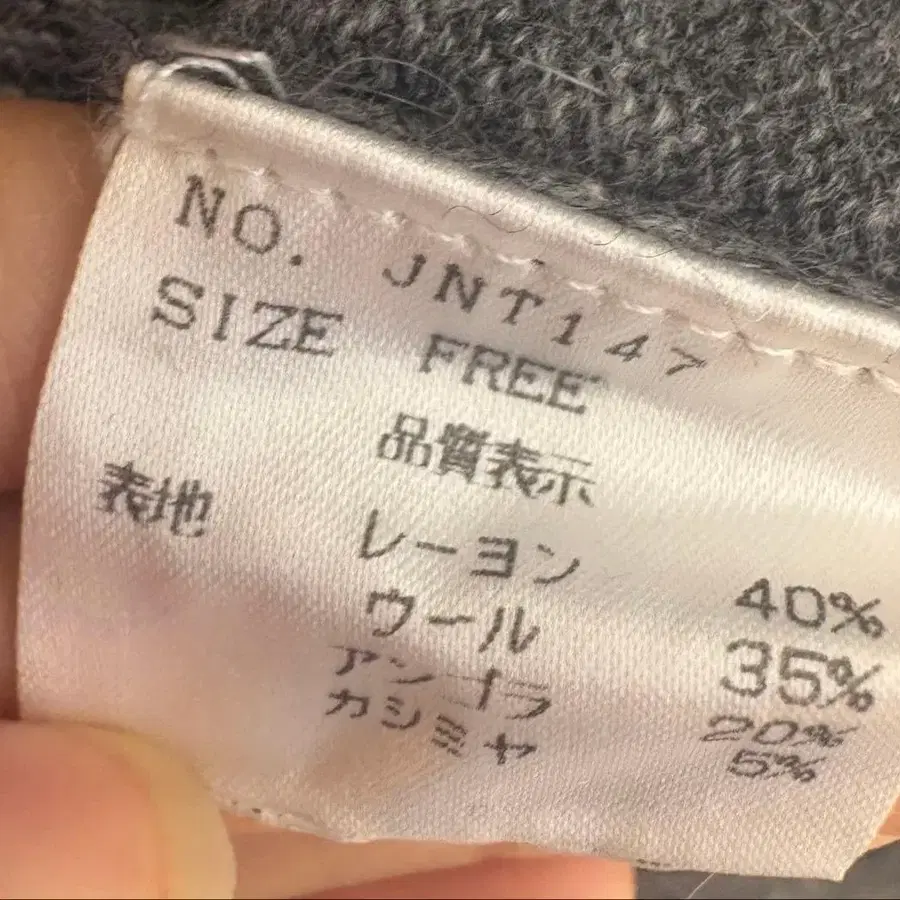 NO. JNT147
SIZE FREE
品質表示
表地 レーヨン 40%
ウール 35%
アンゴラ 20%
カシミヤ 5%